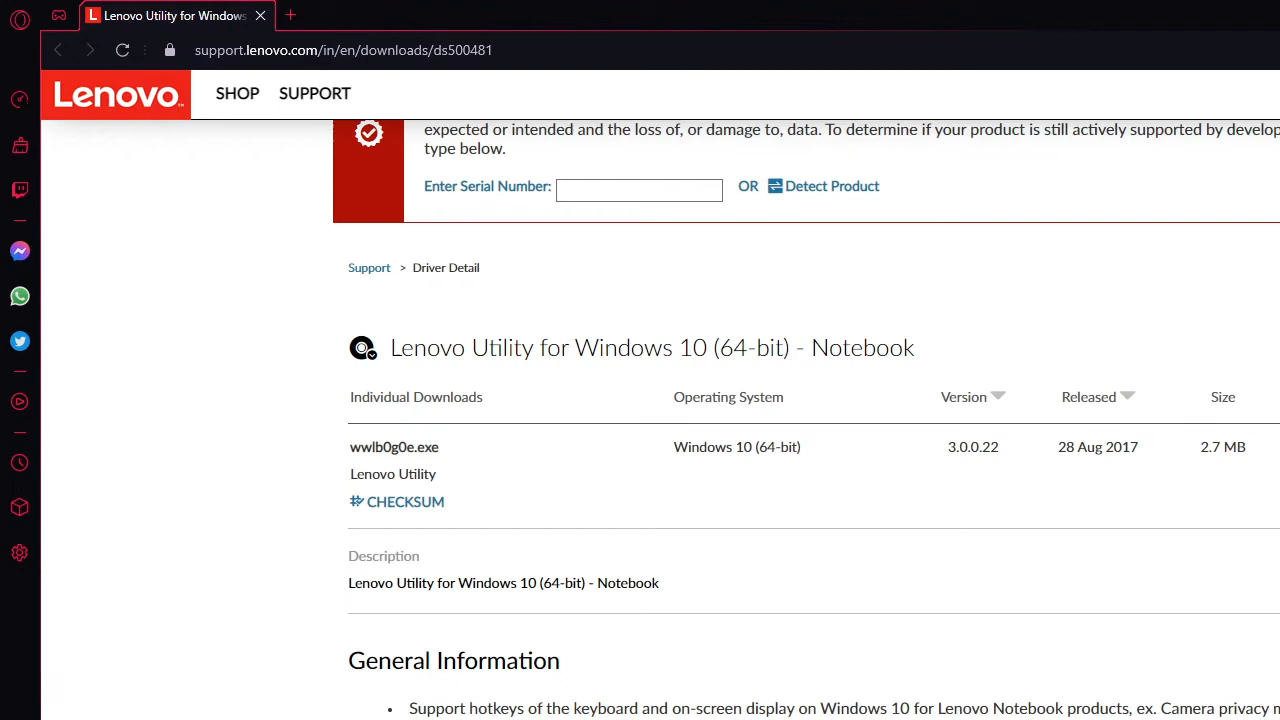 Lenovo Utility for Windows
support.lenovo.com/in/en/downloads/ds500481
Lenovo SHOP SUPPORT
expected or intended and the loss of, or damage to, data. To determine if your product is still actively supported by develop
type below.
Enter Serial Number: OR Detect Product
Support > Driver Detail
Lenovo Utility for Windows 10 (64-bit) - Notebook
Individual Downloads Operating System Version Released Size
wwlb0g0e.exe Windows 10 (64-bit) 3.0.0.22 28 Aug 2017 2.7 MB
Lenovo Utility
CHECKSUM
Description
Lenovo Utility for Windows 10 (64-bit) - Notebook
General Information
• Support hotkeys of the keyboard and on-screen display on Windows 10 for Lenovo Notebook products, ex. Camera privacy m